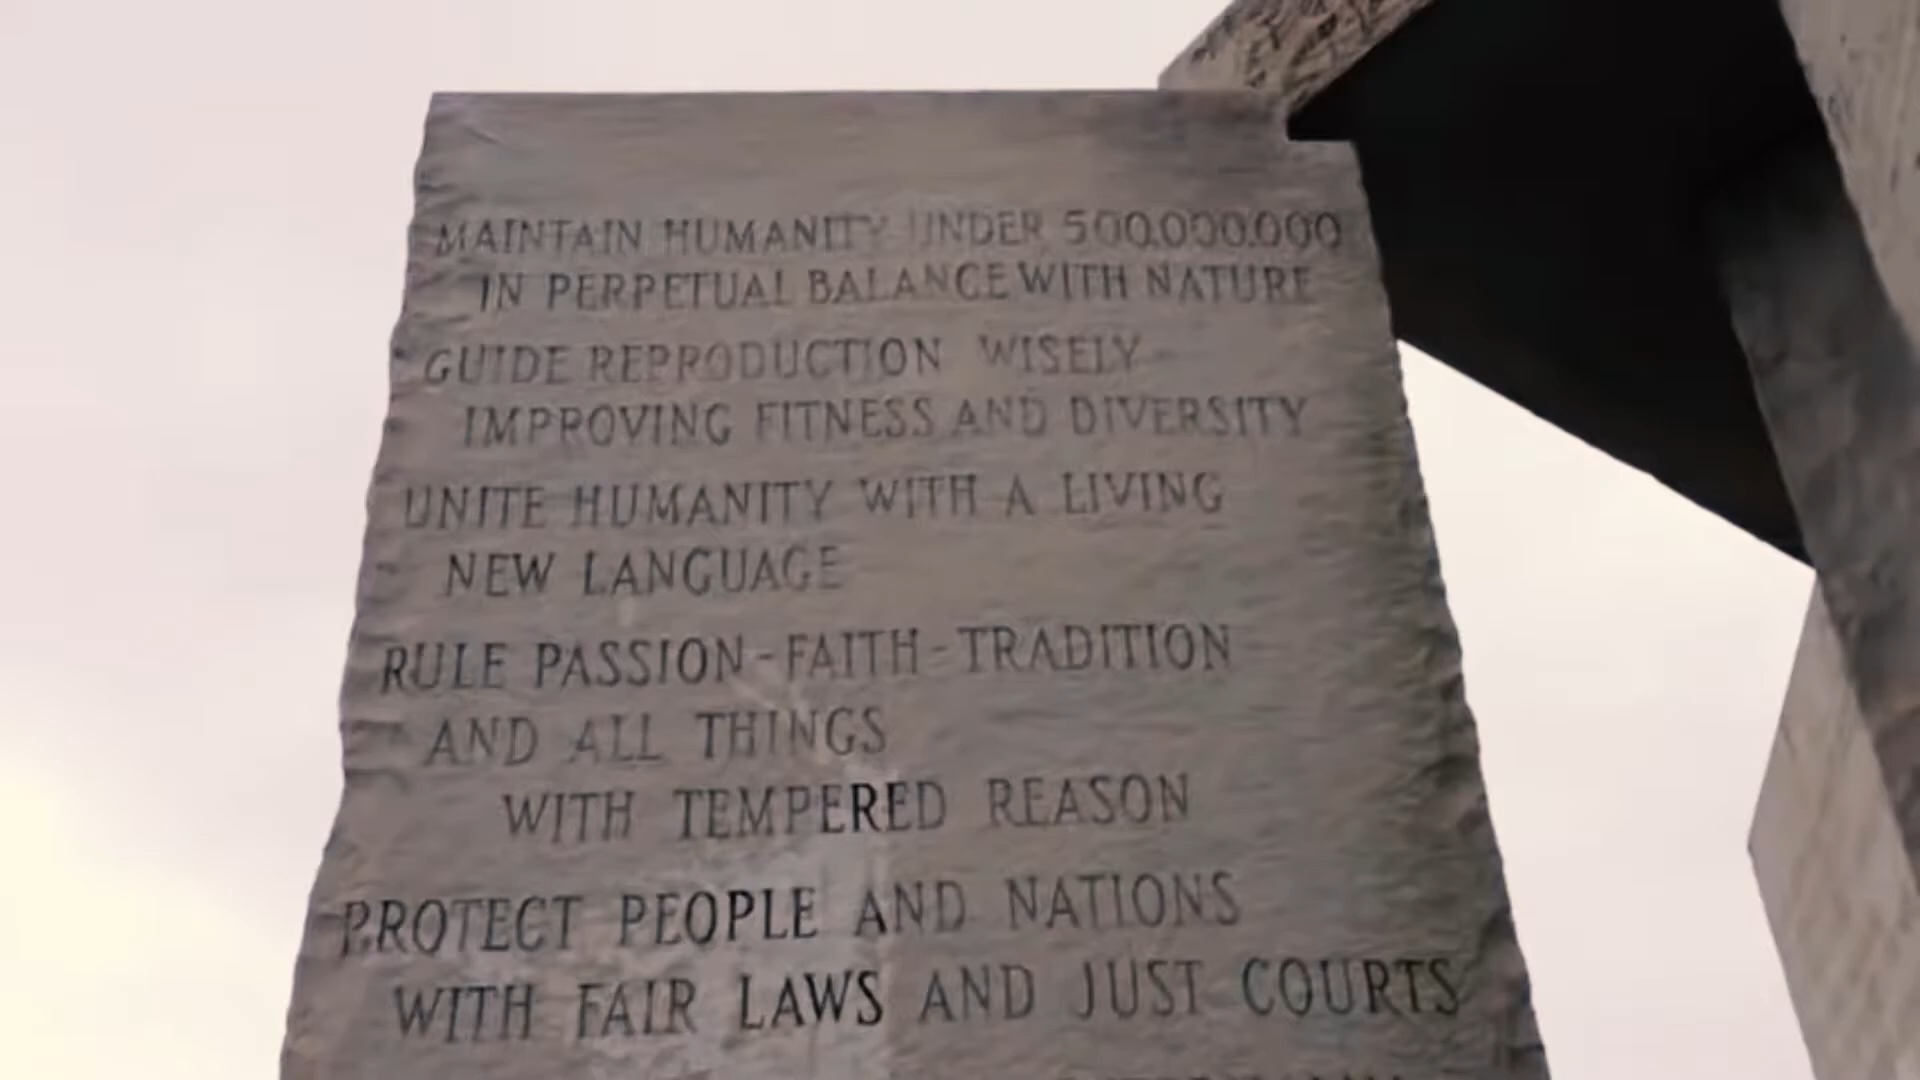 MAINTAIN HUMANITY UNDER 500,000,000
IN PERPETUAL BALANCE WITH NATURE
GUIDE REPRODUCTION WISELY
IMPROVING FITNESS AND DIVERSITY
UNITE HUMANITY WITH A LIVING
NEW LANGUAGE
RULE PASSION-FAITH-TRADITION
AND ALL THINGS
WITH TEMPERED REASON
PROTECT PEOPLE AND NATIONS
WITH FAIR LAWS AND JUST COURTS